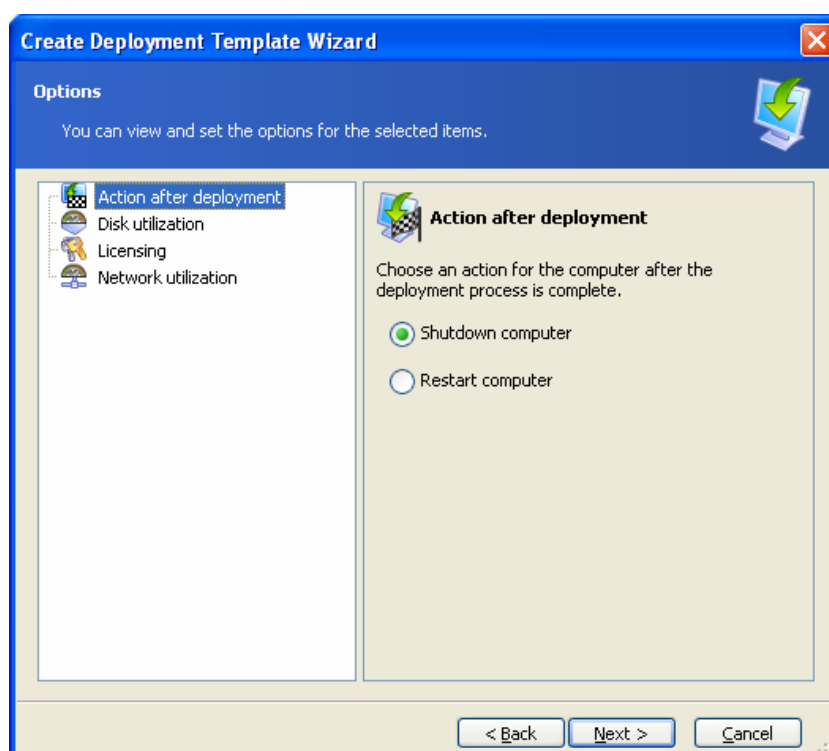 Create Deployment Template Wizard
Options
You can view and set the options for the selected items.
Action after deployment
Disk utilization
Licensing
Network utilization
Action after deployment
Choose an action for the computer after the
deployment process is complete.
Shutdown computer
Restart computer
< Back
Next >
Cancel